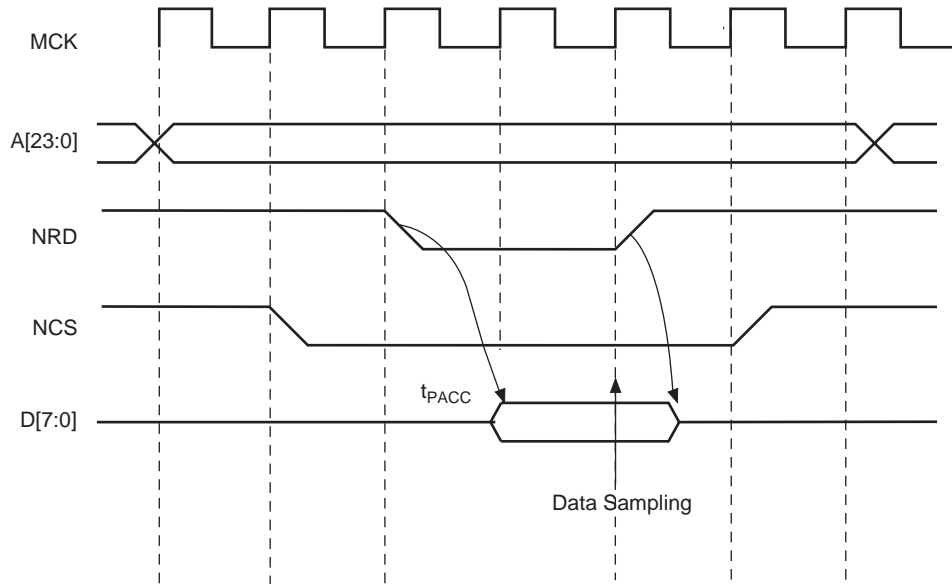 MCK
A[23:0]
NRD
NCS
tPACC
D[7:0]
Data Sampling